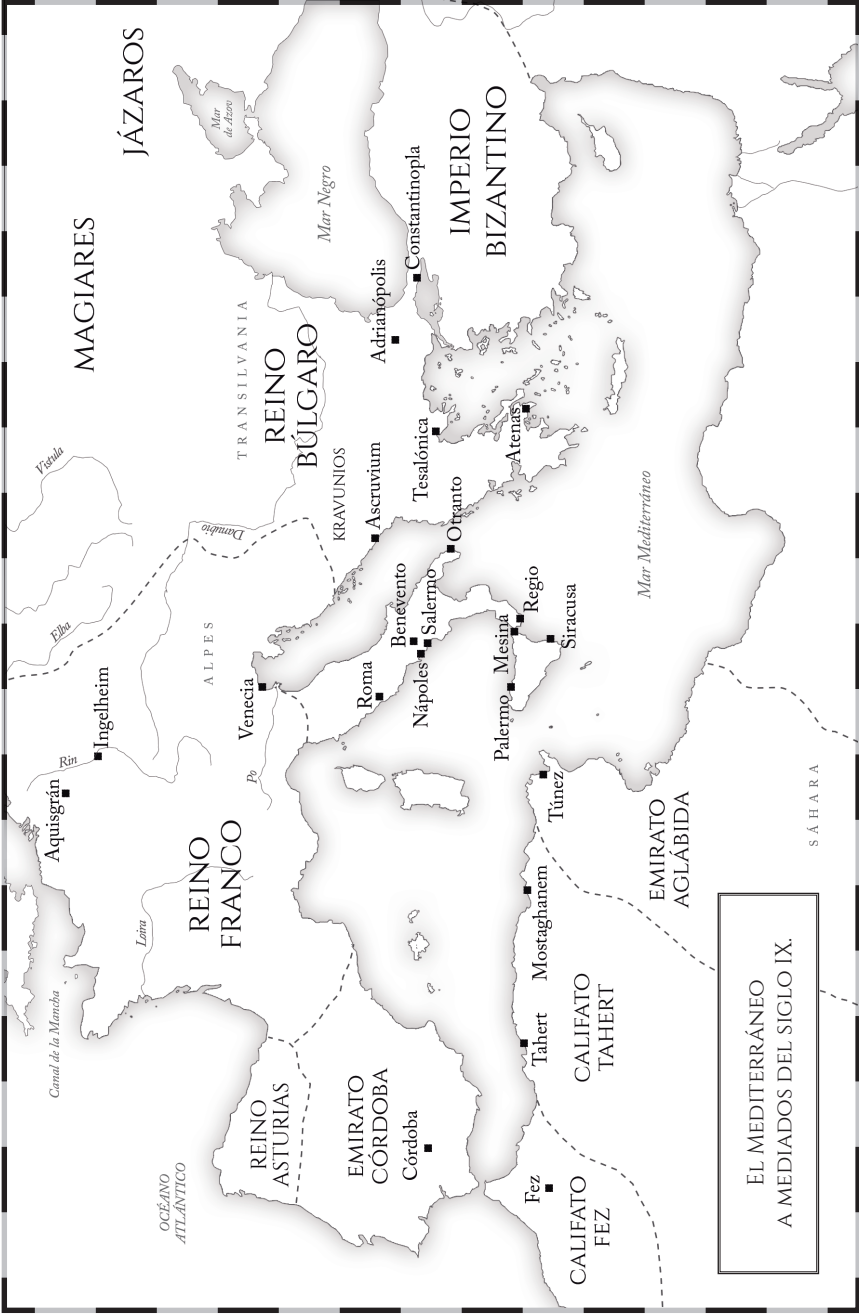 JÁZAROS
MAGIARES
Mar
de Azov
Mar Negro
IMPERIO
BIZANTINO
Constantinopla
Adrianópolis
TRANSILVANIA
REINO
BÚLGARO
Vístula
Danubio
Elba
KRAVUNIOS
Ascruvium
Tesalónica
Atenas
Otranto
Mar Mediterráneo
ALPES
Ingelheim
Rin
Aquisgrán
Venecia
Po
Roma
Benevento
Nápoles
Salermo
Mesina
Regio
Siracusa
Palermo
Túnez
REINO
FRANCO
Loira
Canal de la Mancha
OCÉANO
ATLÁNTICO
REINO
ASTURIAS
EMIRATO
CÓRDOBA
Córdoba
Mostaghanem
Tahert
CALIFATO
TAHERT
Fez
CALIFATO
FEZ
EMIRATO
AGLÁBIDA
SÁHARA
EL MEDITERRÁNEO
A MEDIADOS DEL SIGLO IX.